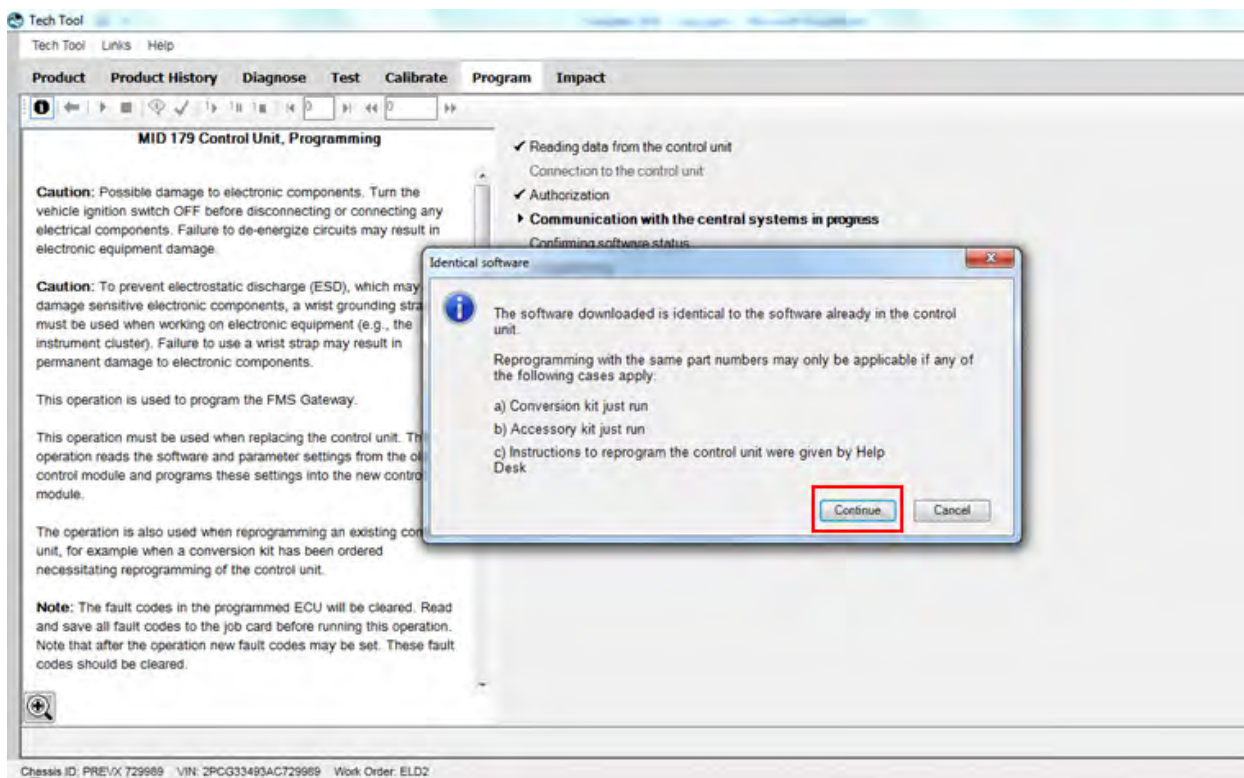 Tech Tool
Tech Tool Links Help
Product Product History Diagnose Test Calibrate Program Impact
0 0
MID 179 Control Unit, Programming
Caution: Possible damage to electronic components. Turn the
vehicle ignition switch OFF before disconnecting or connecting any
electrical components. Failure to de-energize circuits may result in
electronic equipment damage.
Caution: To prevent electrostatic discharge (ESD), which may
damage sensitive electronic components, a wrist grounding
must be used when working on electronic equipment (e.g., the
instrument cluster). Failure to use a wrist strap may result in
permanent damage to electronic components.
This operation is used to program the FMS Gateway.
This operation must be used when replacing the control unit.
operation reads the software and parameter settings from the
control module and programs these settings into the new
module.
The operation is also used when reprogramming an existing
unit, for example when a conversion kit has been ordered
necessitating reprogramming of the control unit.
Note: The fault codes in the programmed ECU will be cleared. Read
and save all fault codes to the job card before running this operation.
Note that after the operation new fault codes may be set. These fault
codes should be cleared.
Reading data from the control unit
Connection to the control unit
Authorization
Communication with the central systems in progress
Confirming software status
Identical software
The software downloaded is identical to the software already in the control
unit.
Reprogramming with the same part numbers may only be applicable if any of
the following cases apply:
a) Conversion kit just run
b) Accessory kit just run
c) Instructions to reprogram the control unit were given by Help
Desk
Continue Cancel
Chassis ID: PREVX 729989 VIN: 2PCG33493AC729989 Work Order: ELD2